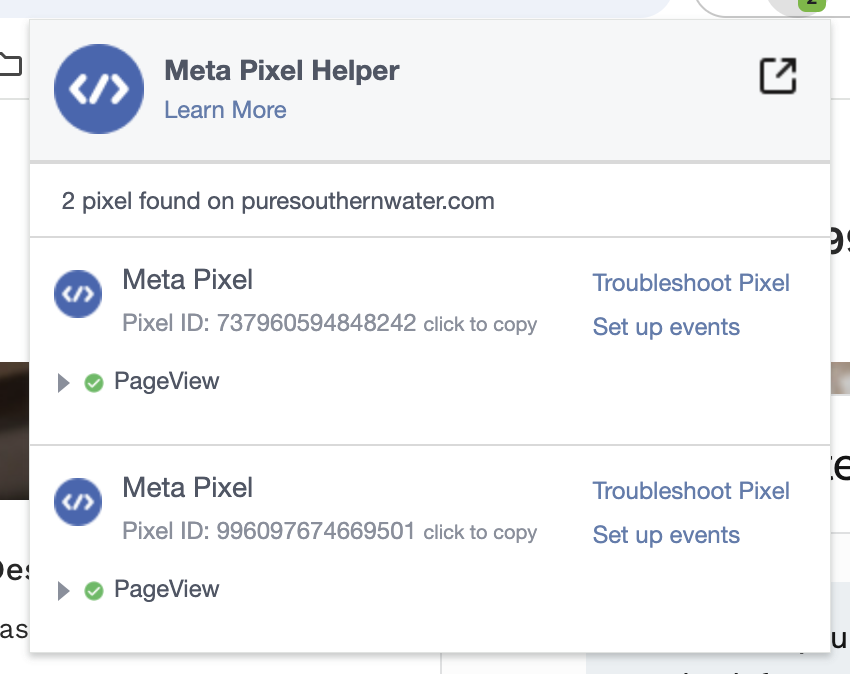 2
Meta Pixel Helper
Learn More
2 pixel found on puresouthernwater.com
Meta Pixel
Troubleshoot Pixel
Pixel ID: 737960594848242 click to copy
Set up events
PageView
Meta Pixel
Troubleshoot Pixel
Pixel ID: 996097674669501 click to copy
Set up events
PageView